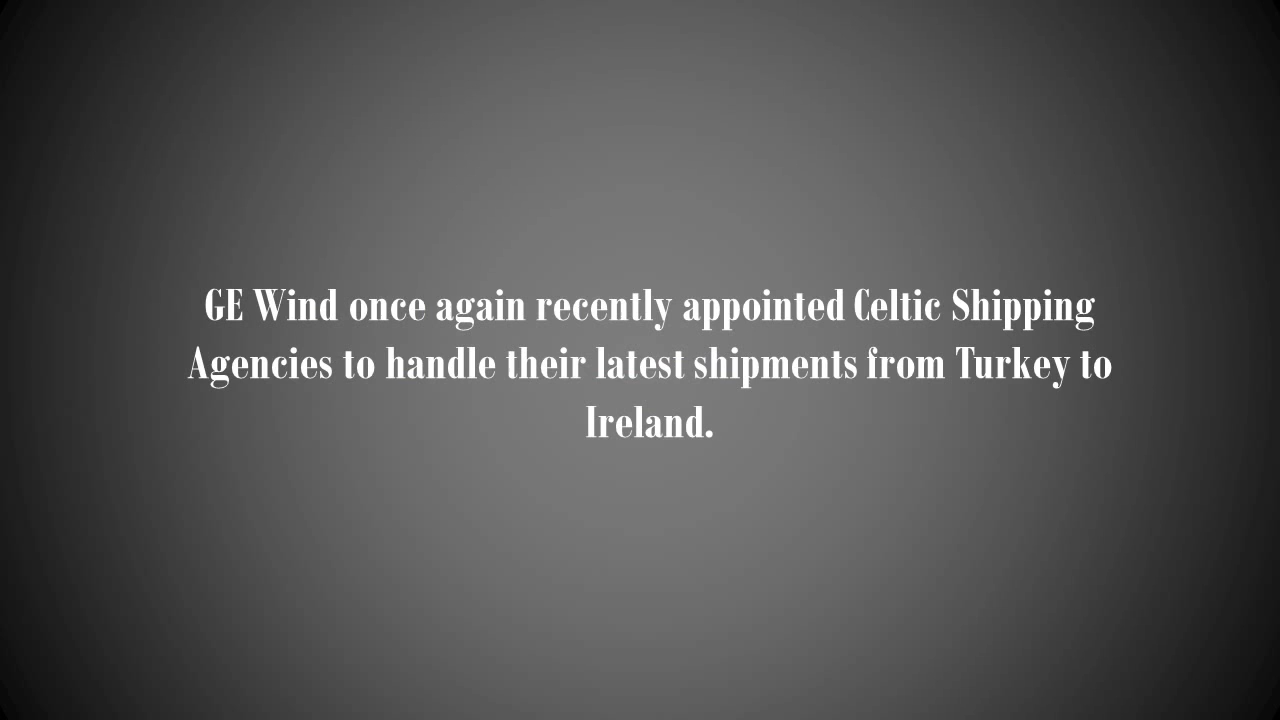 GE Wind once again recently appointed Celtic Shipping
Agencies to handle their latest shipments from Turkey to
Ireland.